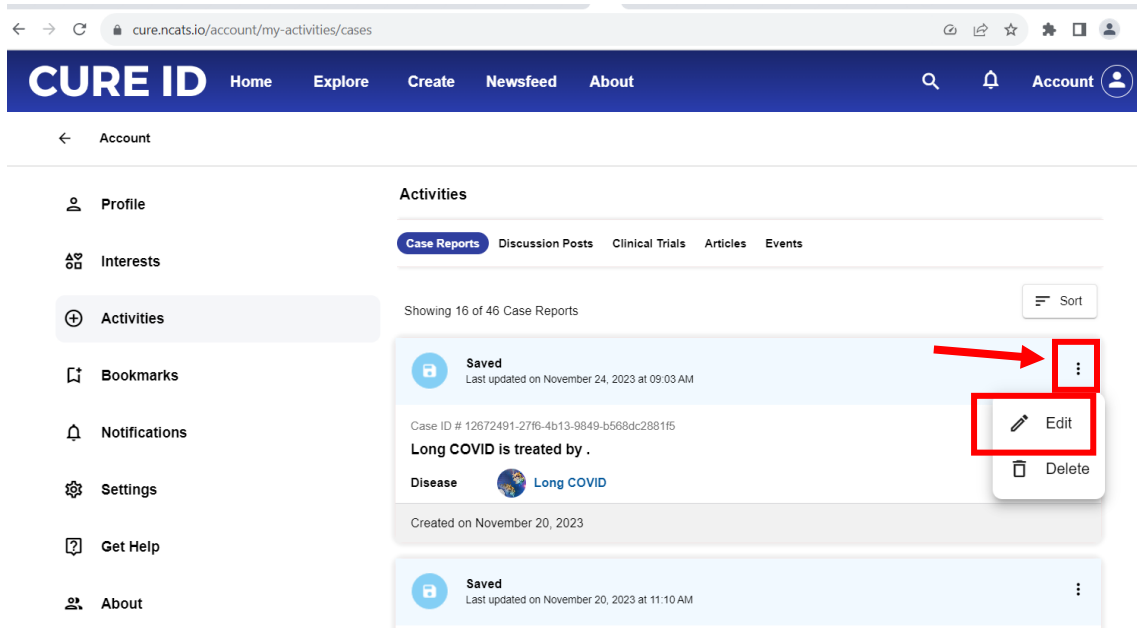 cure.ncats.io/account/my-activities/cases
CURE ID Home Explore Create Newsfeed About Account
Account
Profile
Interests
Activities
Bookmarks
Notifications
Settings
Get Help
About
Activities
Case Reports Discussion Posts Clinical Trials Articles Events
Showing 16 of 46 Case Reports
Sort
Saved
Last updated on November 24, 2023 at 09:03 AM
Edit
Delete
Case ID # 12672491-27f6-4b13-9849-b568dc2881f5
Long COVID is treated by .
Disease Long COVID
Created on November 20, 2023
Saved
Last updated on November 20, 2023 at 11:10 AM